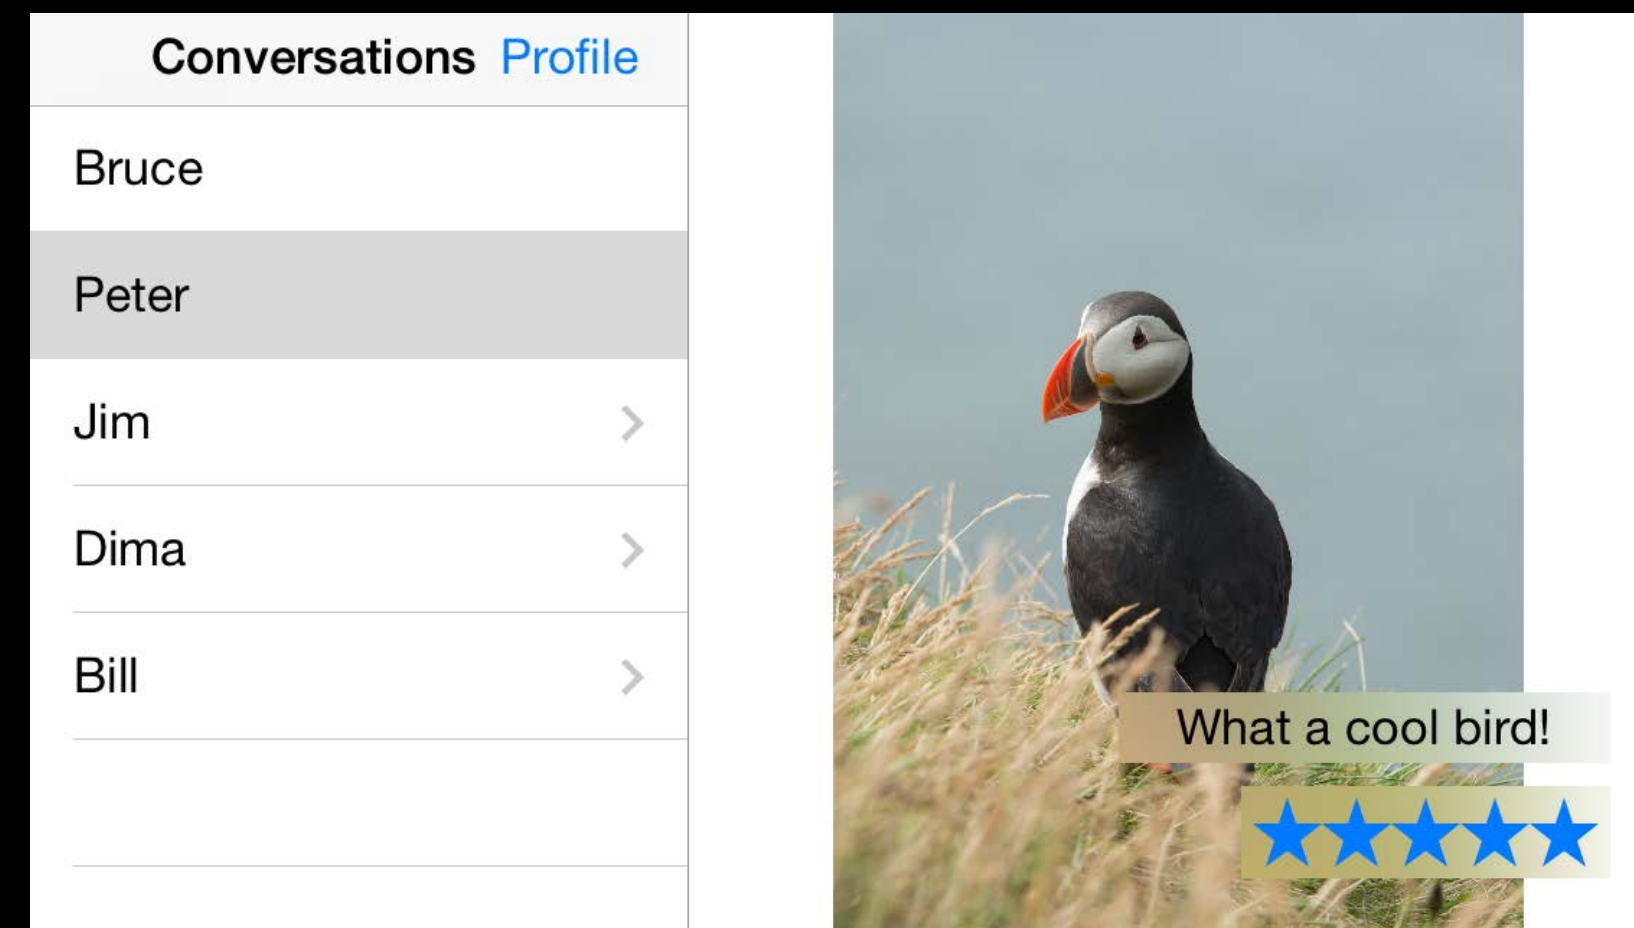 Conversations Profile
Bruce
Peter
Jim
Dima
Bill
What a cool bird!